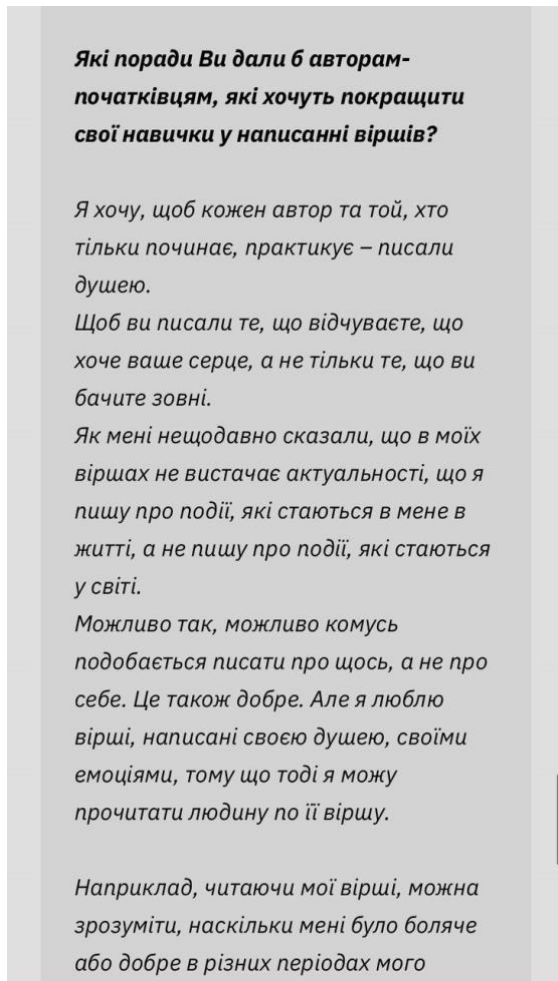 Які поради Ви дали б авторам-
початківцям, які хочуть покращити
свої навички у написанні віршів?
Я хочу, щоб кожен автор та той, хто
тільки починає, практикує – писали
душею.
Щоб ви писали те, що відчуваєте, що
хоче ваше серце, а не тільки те, що ви
бачите зовні.
Як мені нещодавно сказали, що в моїх
віршах не вистачає актуальності, що я
пишу про події, які стаються в мене в
житті, а не пишу про події, які стаються
у світі.
Можливо так, можливо комусь
подобається писати про щось, а не про
себе. Це також добре. Але я люблю
вірші, написані своєю душею, своїми
емоціями, тому що тоді я можу
прочитати людину по її віршу.
Наприклад, читаючи мої вірші, можна
зрозуміти, наскільки мені було боляче
або добре в різних періодах мого